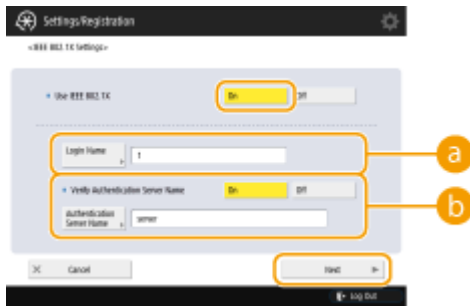 Settings/Registration
<IEEE 802.1X Settings>
Use IEEE 802.1X
On
Off
Login Name
1
a
Verify Authentication Server Name
On
Off
b
Authentication
Server Name
server
Cancel
Next
Log Out